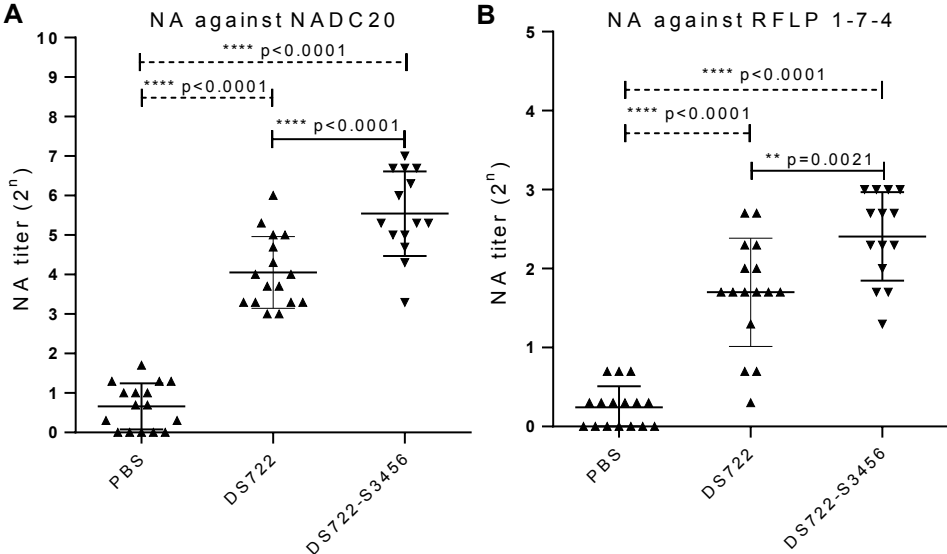 A
NA against NADC20
NA titer (2ⁿ)
10
9
8
7
6
5
4
3
2
1
0
**** p<0.0001
**** p<0.0001
**** p<0.0001
PBS
DS722
DS722-S3456
B
NA against RFLP 1-7-4
NA titer (2ⁿ)
5
4
3
2
1
0
**** p<0.0001
**** p<0.0001
** p=0.0021
PBS
DS722
DS722-S3456